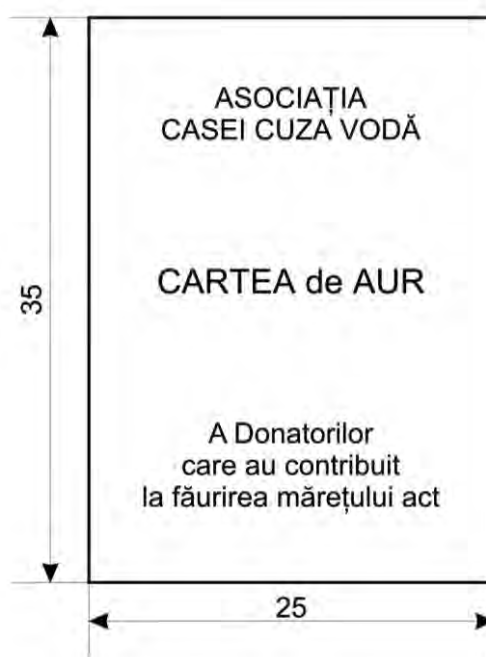 ASOCIAȚIA
CASEI CUZA VODĂ
CARTEA de AUR
35
A Donatorilor
care au contribuit
la făurirea mărețului act
25